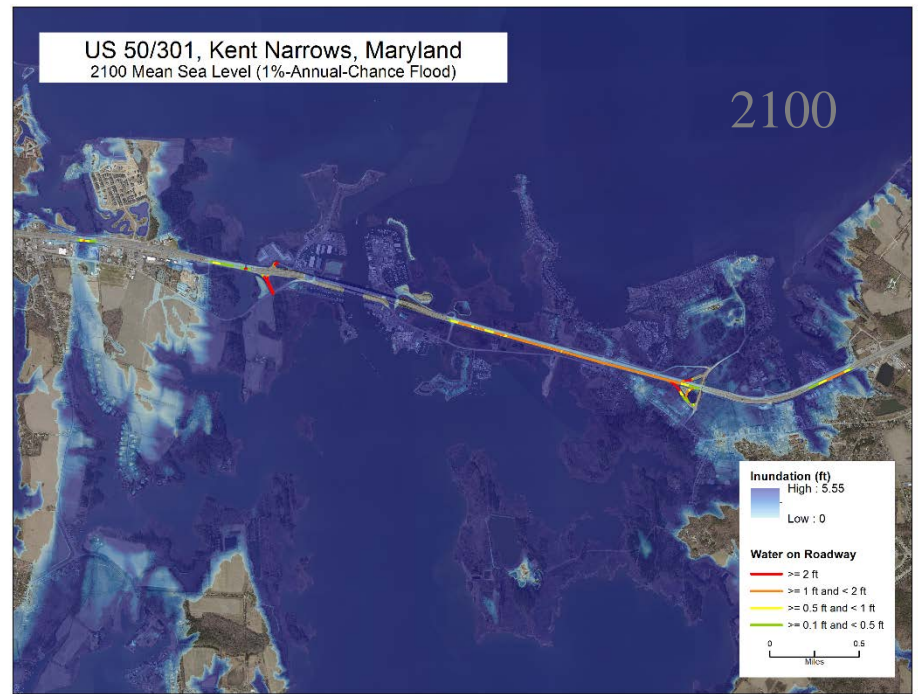 US 50/301, Kent Narrows, Maryland
2100 Mean Sea Level (1%-Annual-Chance Flood)
2100
Inundation (ft)
High : 5.55
Low : 0
Water on Roadway
>= 2 ft
>= 1 ft and < 2 ft
>= 0.5 ft and < 1 ft
>= 0.1 ft and < 0.5 ft
0 0.5
Miles